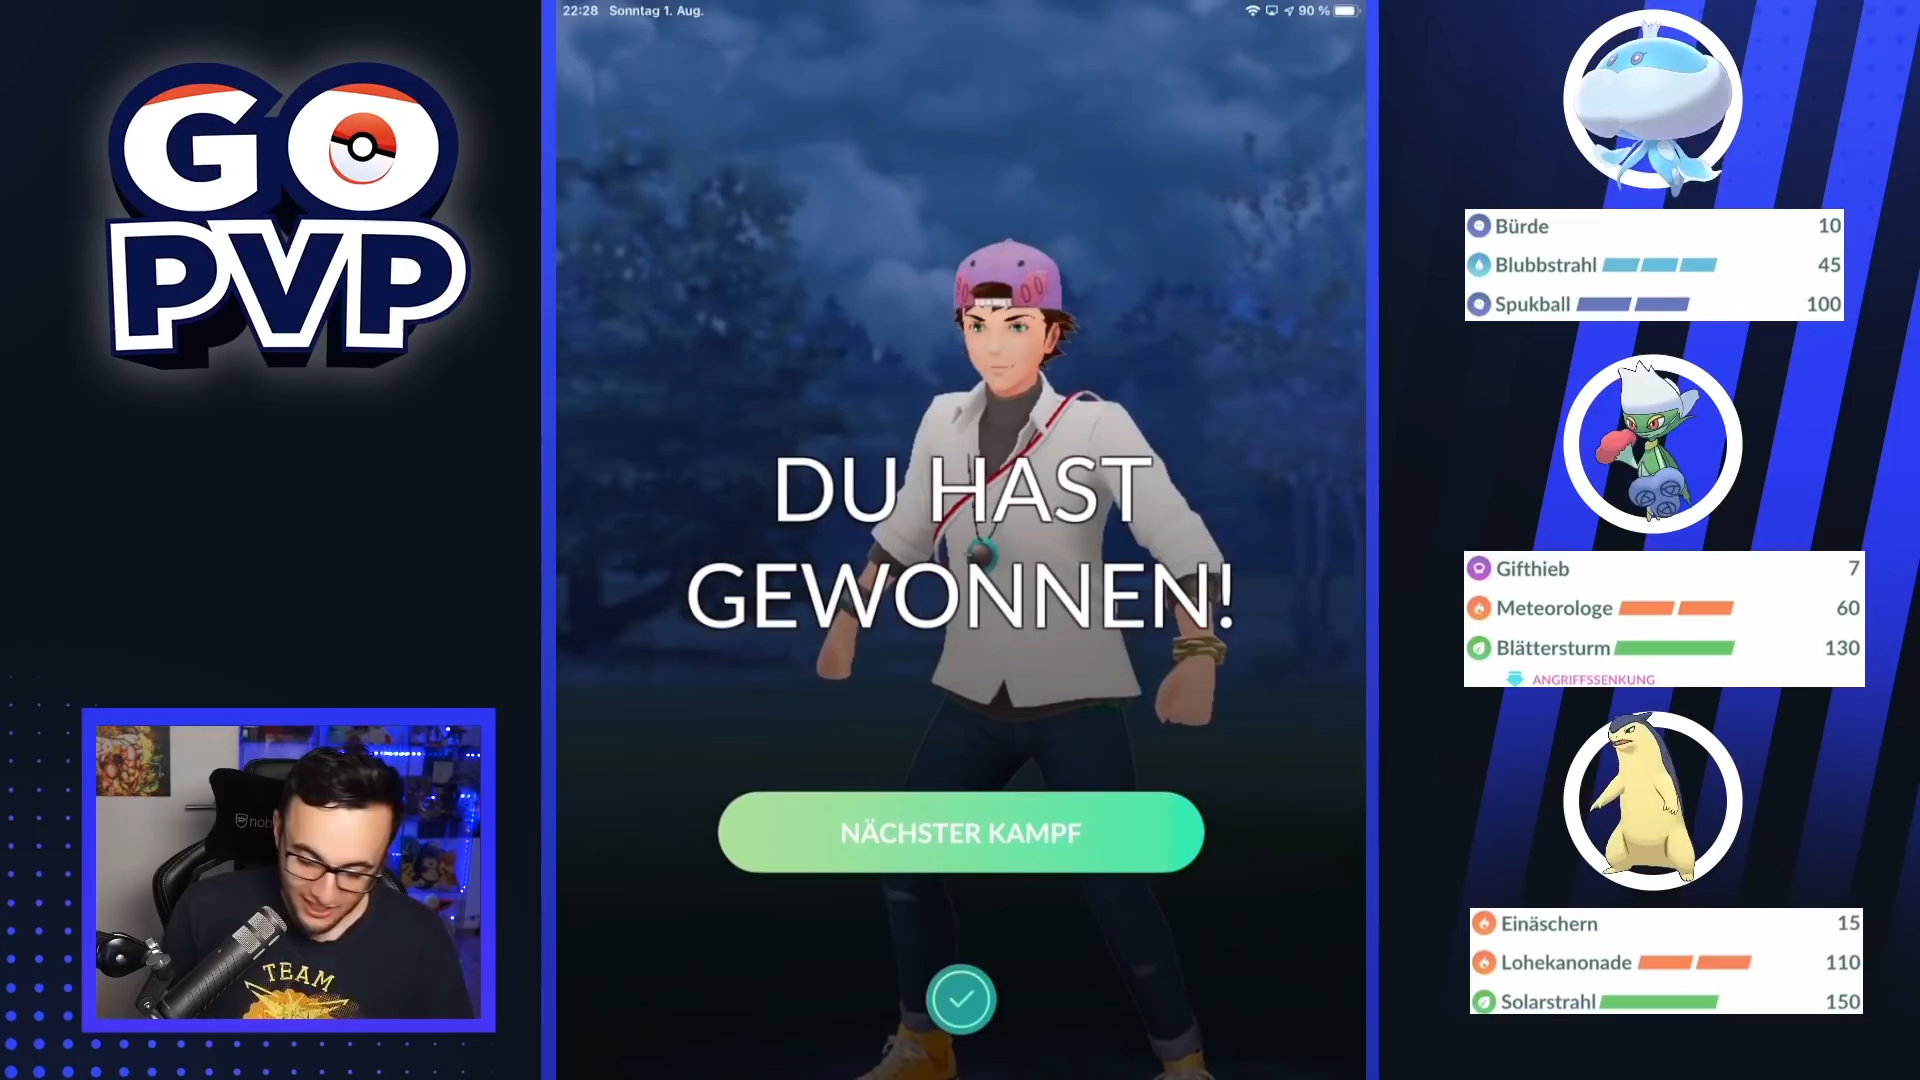 GO
PVP
22:28 Sonntag 1. Aug.
90 %
DU HAST
GEWONNEN!
NÄCHSTER KAMPF
Bürde 10
Blubbstrahl 45
Spukball 100
Gifthieb 7
Meteorologe 60
Blättersturm 130
ANGRIFFSSENKUNG
Einäschern 15
Lohekanonade 110
Solarstrahl 150
nob
TEAM